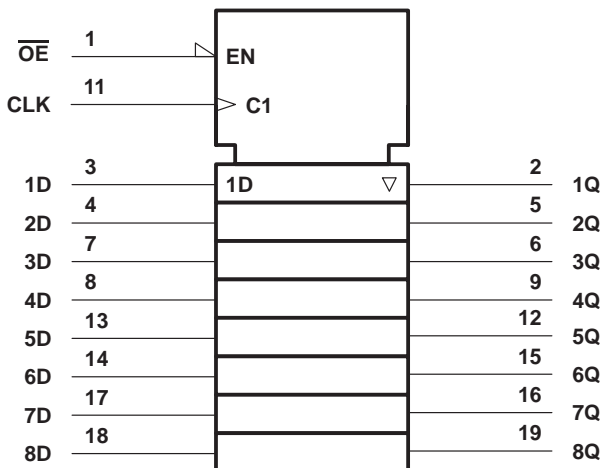 OE 1 EN
CLK 11 C1
1D 3 1D 2 1Q
2D 4 5 2Q
3D 7 6 3Q
4D 8 9 4Q
5D 13 12 5Q
6D 14 15 6Q
7D 17 16 7Q
8D 18 19 8Q